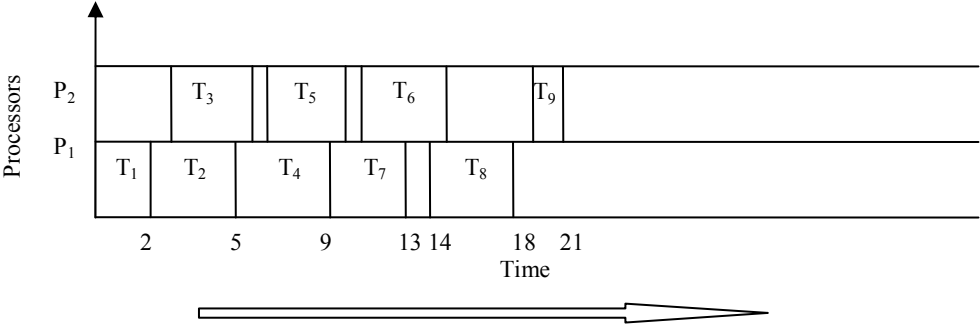 Processors
P2
T3 T5 T6 T9
P1
T1 T2 T4 T7 T8
2 5 9 13 14 18 21
Time